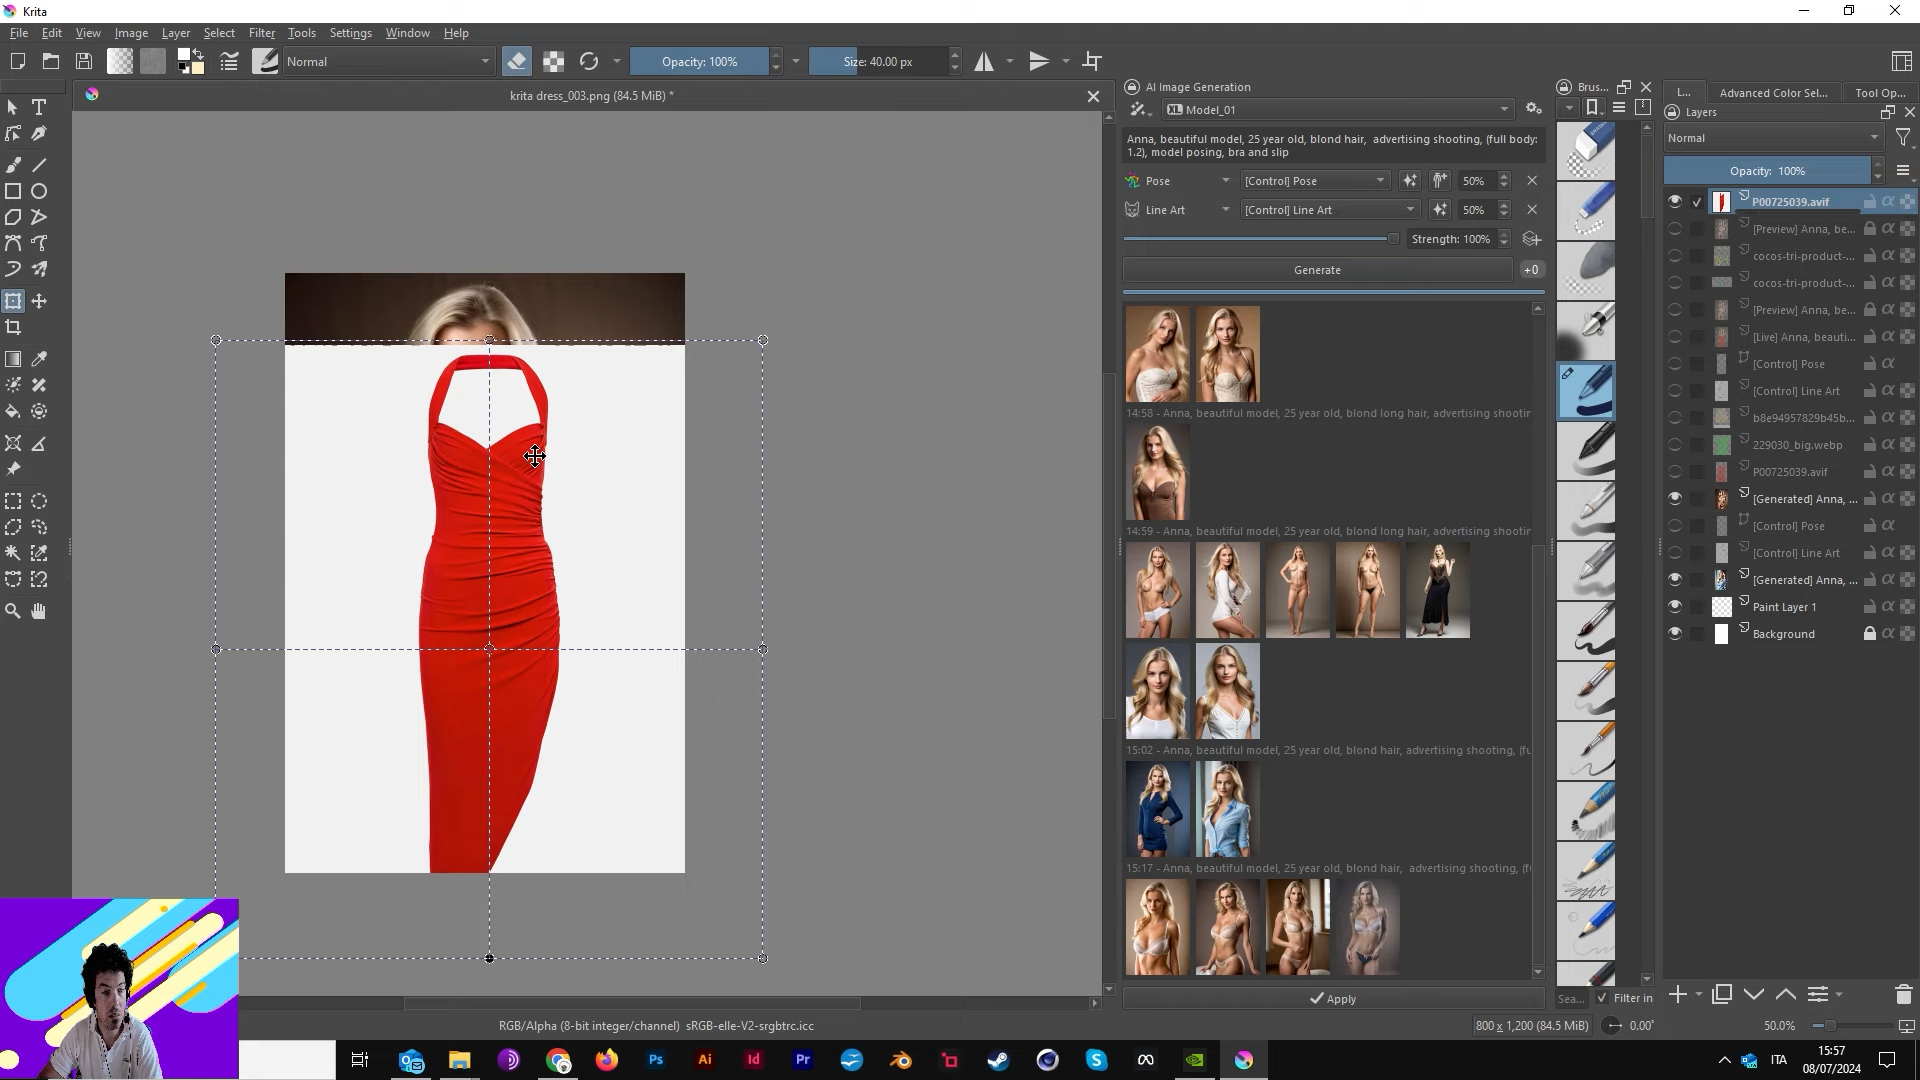 Krita
File Edit View Image Layer Select Filter Tools Settings Window Help
Normal
Opacity: 100%
Size: 40.00 px
krita dress_003.png (84.5 MiB) *
AI Image Generation
XL Model_01
Anna, beautiful model, 25 year old, blond hair,  advertising shooting, (full body:
1.2), model posing, bra and slip
Pose [Control] Pose 50%
Line Art [Control] Line Art 50%
Strength: 100%
Generate +0
14:58 - Anna, beautiful model, 25 year old, blond long hair, advertising shootin
14:59 - Anna, beautiful model, 25 year old, blond long hair, advertising shootin
15:02 - Anna, beautiful model, 25 year old, blond hair, advertising shooting, (fu
15:17 - Anna, beautiful model, 25 year old, blond hair,  advertising shooting, (f
Apply
Brus...
Sea... Filter in
L... Advanced Color Sel... Tool Op...
Layers
Normal
Opacity:  100%
P00725039.avif
[Preview] Anna, be...
cocos-tri-product-...
cocos-tri-product-...
[Preview] Anna, be...
[Live] Anna, beauti...
[Control] Pose
[Control] Line Art
b8e94957829b45b...
229030_big.webp
P00725039.avif
[Generated] Anna, ...
[Control] Pose
[Control] Line Art
[Generated] Anna, ...
Paint Layer 1
Background
RGB/Alpha (8-bit integer/channel)  sRGB-elle-V2-srgbtrc.icc
800 x 1,200 (84.5 MiB)
0.00°
50.0%
Ps Ai Id Pr
ITA
15:57
08/07/2024